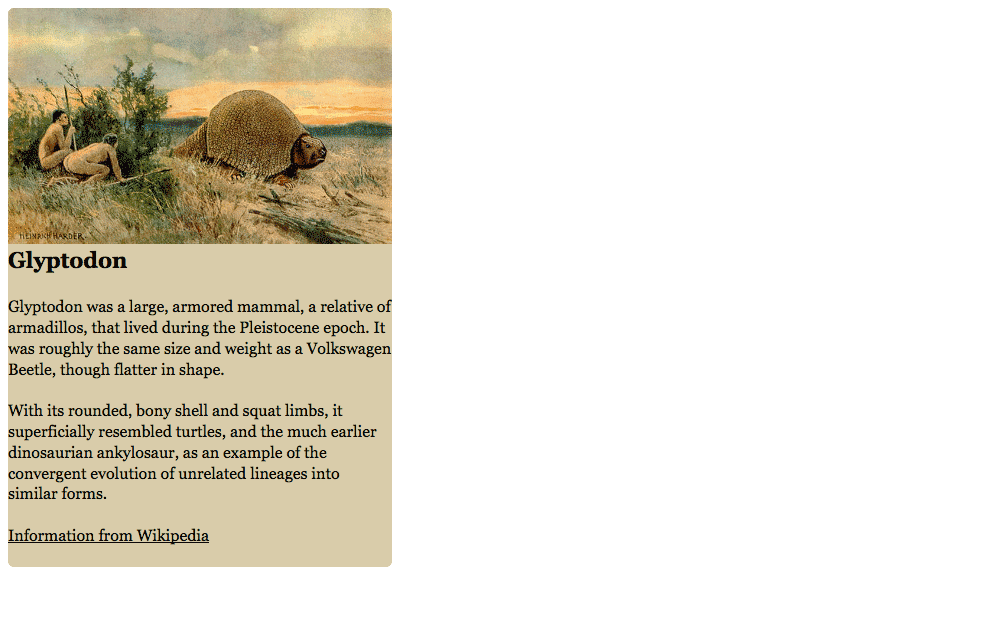 HEINRICH HARDER.
Glyptodon
Glyptodon was a large, armored mammal, a relative of
armadillos, that lived during the Pleistocene epoch. It
was roughly the same size and weight as a Volkswagen
Beetle, though flatter in shape.
With its rounded, bony shell and squat limbs, it
superficially resembled turtles, and the much earlier
dinosaurian ankylosaur, as an example of the
convergent evolution of unrelated lineages into
similar forms.
Information from Wikipedia